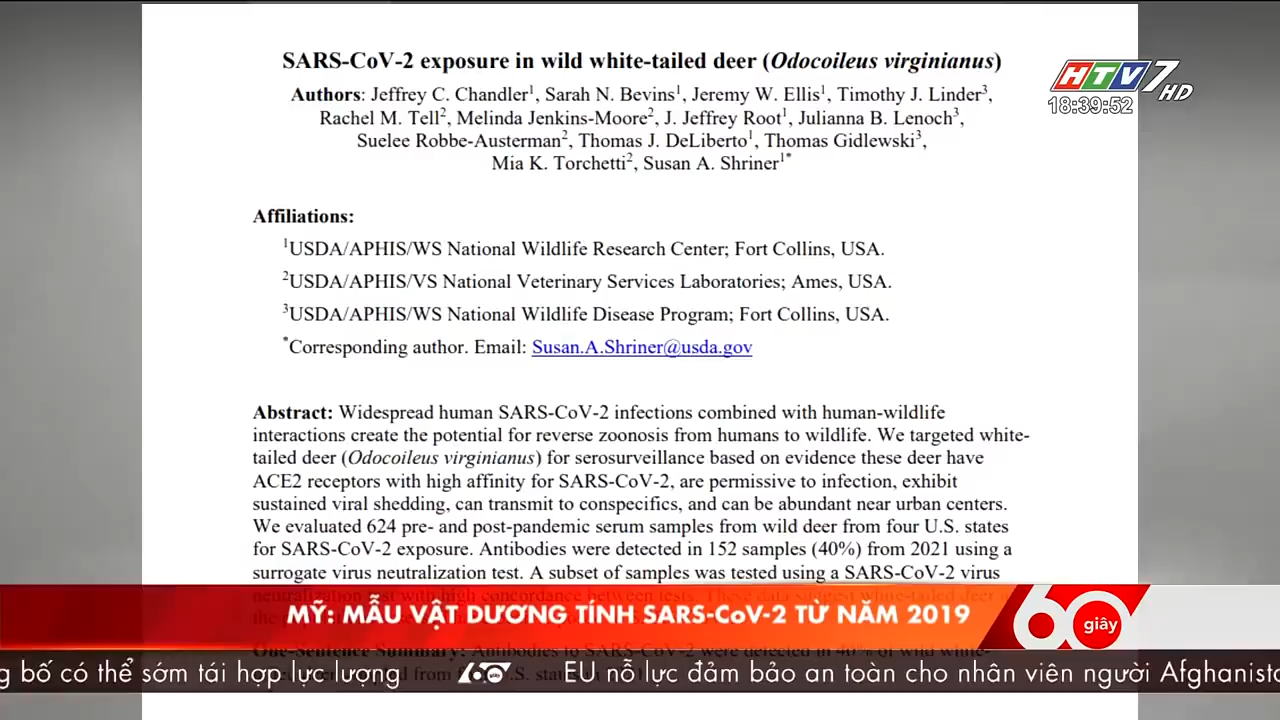 SARS-CoV-2 exposure in wild white-tailed deer (Odocoileus virginianus)
Authors: Jeffrey C. Chandler1, Sarah N. Bevins1, Jeremy W. Ellis1, Timothy J. Linder3,
Rachel M. Tell2, Melinda Jenkins-Moore2, J. Jeffrey Root1, Julianna B. Lenoch3,
Suelee Robbe-Austerman2, Thomas J. DeLiberto1, Thomas Gidlewski3,
Mia K. Torchetti2, Susan A. Shriner1*
HTV7 HD
18:39:52
Affiliations:
1USDA/APHIS/WS National Wildlife Research Center; Fort Collins, USA.
2USDA/APHIS/VS National Veterinary Services Laboratories; Ames, USA.
3USDA/APHIS/WS National Wildlife Disease Program; Fort Collins, USA.
*Corresponding author. Email: Susan.A.Shriner@usda.gov
Abstract: Widespread human SARS-CoV-2 infections combined with human-wildlife
interactions create the potential for reverse zoonosis from humans to wildlife. We targeted white-
tailed deer (Odocoileus virginianus) for serosurveillance based on evidence these deer have
ACE2 receptors with high affinity for SARS-CoV-2, are permissive to infection, exhibit
sustained viral shedding, can transmit to conspecifics, and can be abundant near urban centers.
We evaluated 624 pre- and post-pandemic serum samples from wild deer from four U.S. states
for SARS-CoV-2 exposure. Antibodies were detected in 152 samples (40%) from 2021 using a
surrogate virus neutralization test. A subset of samples was tested using a SARS-CoV-2 virus
MỸ: MẪU VẬT DƯƠNG TÍNH SARS-CoV-2 TỪ NĂM 2019
60 giây
g bố có thể sớm tái hợp lực lượng 60 giây EU nỗ lực đảm bảo an toàn cho nhân viên người Afghanista